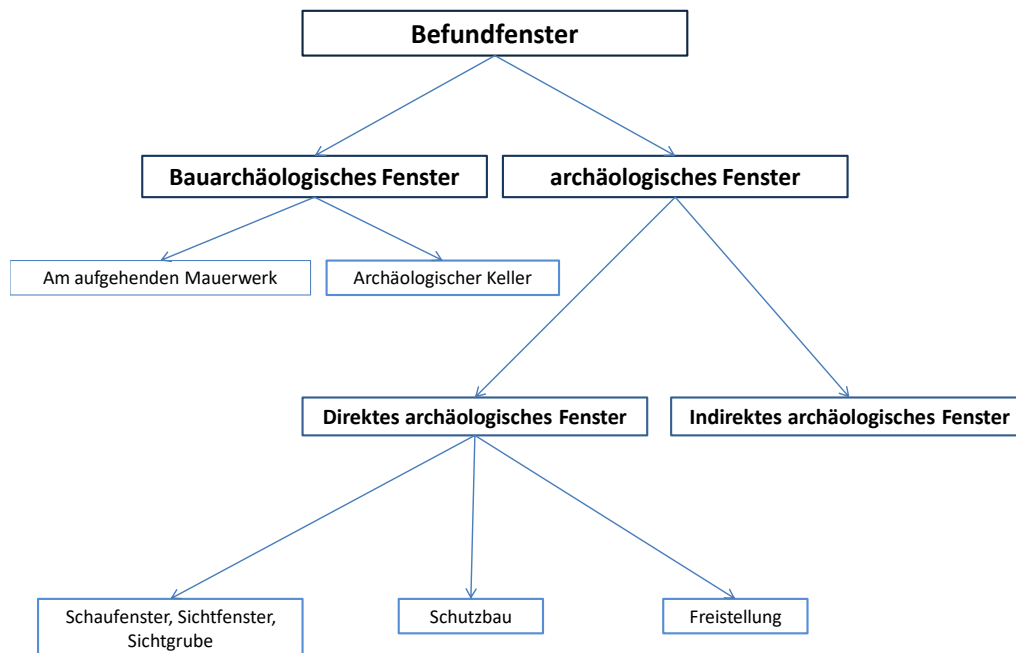 Befundfenster
Bauarchäologisches Fenster
archäologisches Fenster
Am aufgehenden Mauerwerk
Archäologischer Keller
Direktes archäologisches Fenster
Indirektes archäologisches Fenster
Schaufenster, Sichtfenster,
Sichtgrube
Schutzbau
Freistellung